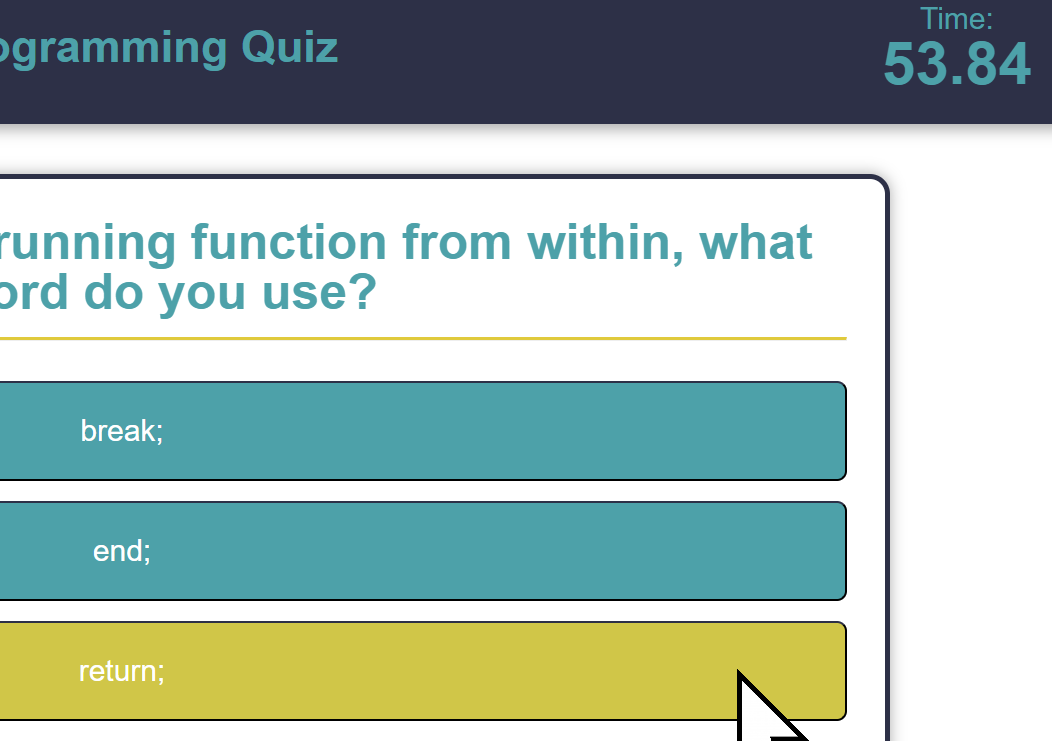 ogramming Quiz
Time:
53.84
running function from within, what
ord do you use?
break;
end;
return;